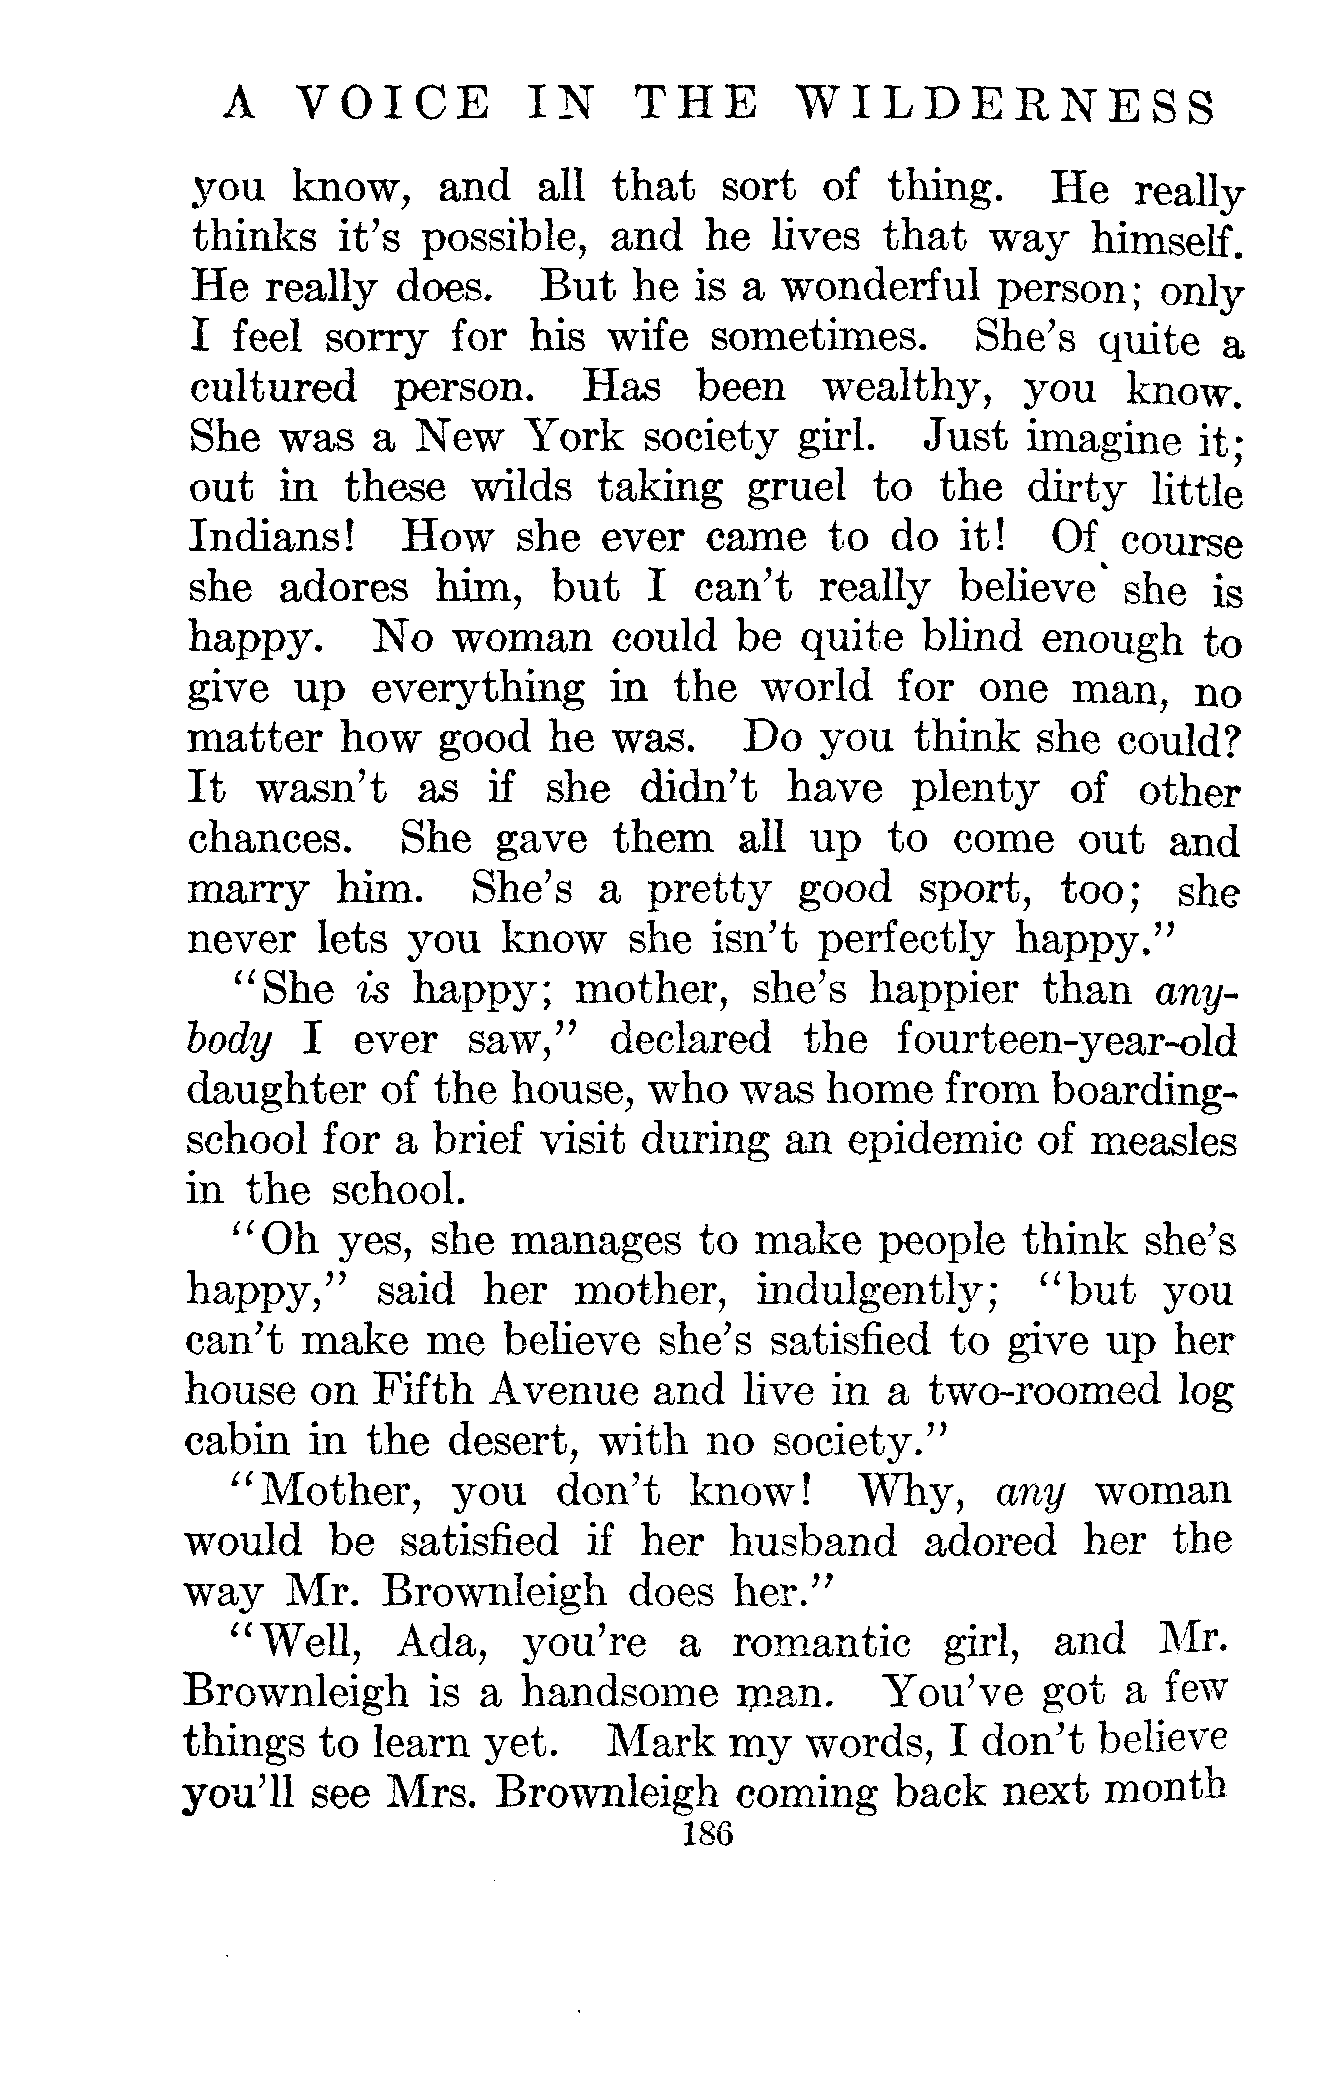 A VOICE IN THE WILDERNESS
you know, and all that sort of thing. He really
thinks it's possible, and he lives that way himself.
He really does. But he is a wonderful person; only
I feel sorry for his wife sometimes. She's quite a
cultured person. Has been wealthy, you know.
She was a New York society girl. Just imagine it;
out in these wilds taking gruel to the dirty little
Indians! How she ever came to do it! Of course
she adores him, but I can't really believe she is
happy. No woman could be quite blind enough to
give up everything in the world for one man, no
matter how good he was. Do you think she could?
It wasn't as if she didn't have plenty of other
chances. She gave them all up to come out and
marry him. She's a pretty good sport, too; she
never lets you know she isn't perfectly happy."
"She is happy; mother, she's happier than any-
body I ever saw," declared the fourteen-year-old
daughter of the house, who was home from boarding-
school for a brief visit during an epidemic of measles
in the school.
"Oh yes, she manages to make people think she's
happy," said her mother, indulgently; "but you
can't make me believe she's satisfied to give up her
house on Fifth Avenue and live in a two-roomed log
cabin in the desert, with no society."
"Mother, you don't know! Why, any woman
would be satisfied if her husband adored her the
way Mr. Brownleigh does her."
"Well, Ada, you're a romantic girl, and Mr.
Brownleigh is a handsome man. You've got a few
things to learn yet. Mark my words, I don't believe
you'll see Mrs. Brownleigh coming back next month
186